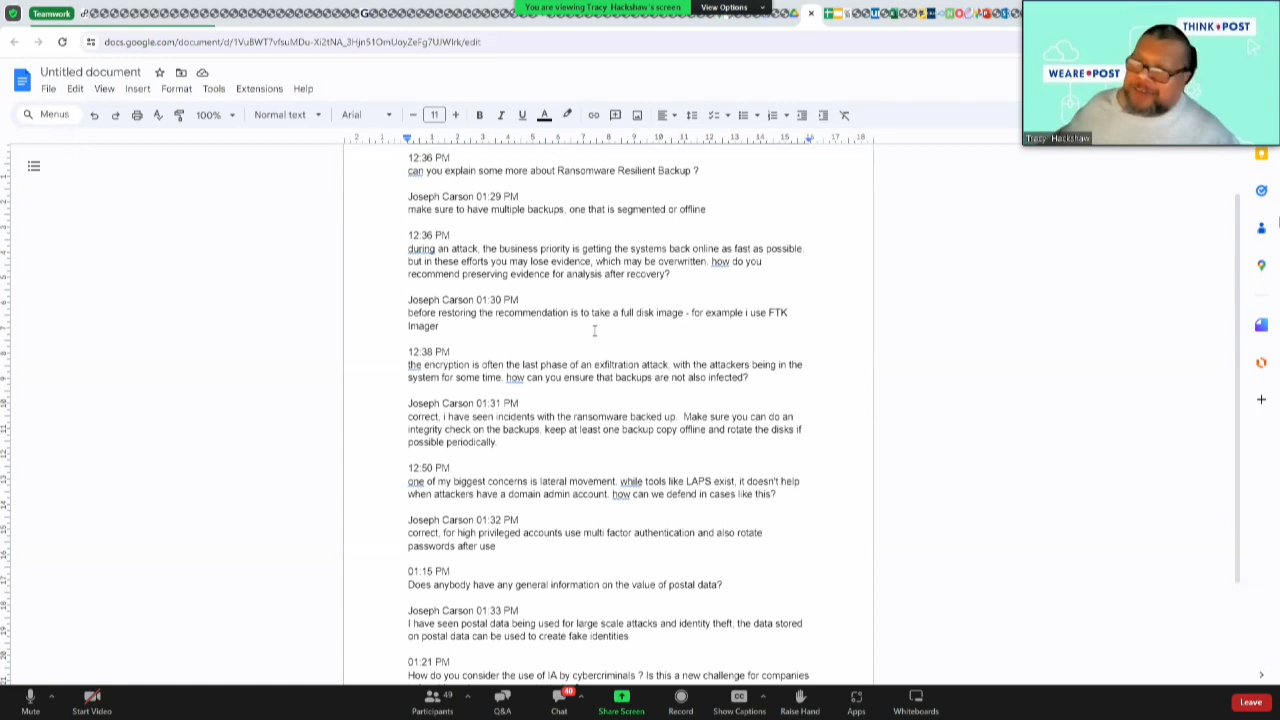 Teamwork
You are viewing Tracy Hackshaw's screen
View Options
docs.google.com/document/d/1VuBWT7vfsuMDu-Xi2tNA_3Hjn51OmUoyZeFg7UJWIrk/edit
Untitled document
File Edit View Insert Format Tools Extensions Help
Menus 100% Normal text Arial 11
THINK POST
WEARE POST
Tracy Hackshaw
12:36 PM
can you explain some more about Ransomware Resilient Backup ?
Joseph Carson 01:29 PM
make sure to have multiple backups, one that is segmented or offline
12:36 PM
during an attack, the business priority is getting the systems back online as fast as possible.
but in these efforts you may lose evidence, which may be overwritten. how do you
recommend preserving evidence for analysis after recovery?
Joseph Carson 01:30 PM
before restoring the recommendation is to take a full disk image - for example i use FTK
Imager
12:38 PM
the encryption is often the last phase of an exfiltration attack, with the attackers being in the
system for some time. how can you ensure that backups are not also infected?
Joseph Carson 01:31 PM
correct, i have seen incidents with the ransomware backed up. Make sure you can do an
integrity check on the backups, keep at least one backup copy offline and rotate the disks if
possible periodically.
12:50 PM
one of my biggest concerns is lateral movement. while tools like LAPS exist, it doesn't help
when attackers have a domain admin account. how can we defend in cases like this?
Joseph Carson 01:32 PM
correct, for high privileged accounts use multi factor authentication and also rotate
passwords after use
01:15 PM
Does anybody have any general information on the value of postal data?
Joseph Carson 01:33 PM
I have seen postal data being used for large scale attacks and identity theft, the data stored
on postal data can be used to create fake identities
01:21 PM
How do you consider the use of IA by cybercriminals ? Is this a new challenge for companies
Mute Start Video Participants 49 Q&A Chat 40 Share Screen Record Show Captions Raise Hand Apps Whiteboards Leave